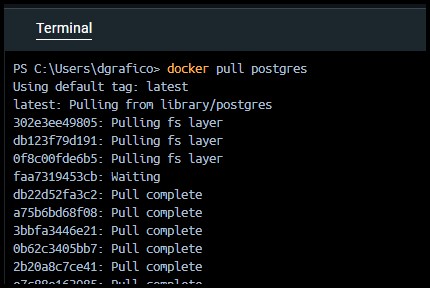 Terminal
PS C:\Users\dgrafico> docker pull postgres
Using default tag: latest
latest: Pulling from library/postgres
302e3ee49805: Pulling fs layer
db123f79d191: Pulling fs layer
0f8c00fde6b5: Pulling fs layer
faa7319453cb: Waiting
db22d52fa3c2: Pull complete
a75b6bd68f08: Pull complete
3bbfa3446e21: Pull complete
0b62c3405bb7: Pull complete
2b20a8c7ce41: Pull complete
Pull complete